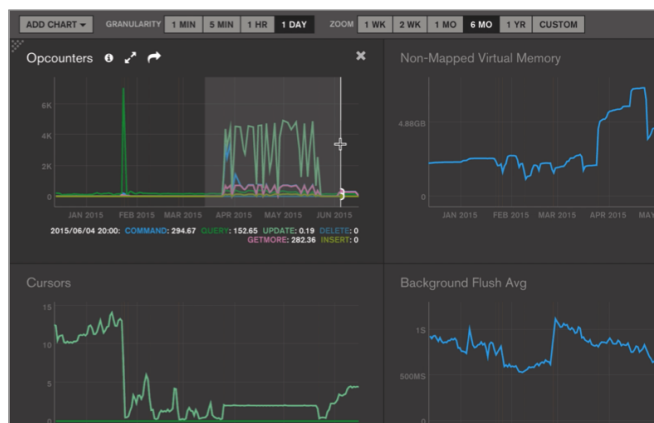 ADD CHART GRANULARITY 1 MIN 5 MIN 1 HR 1 DAY ZOOM 1 WK 2 WK 1 MO 6 MO 1 YR CUSTOM
Opcounters
6K
4K
2K
0
JAN 2015 FEB 2015 MAR 2015 APR 2015 MAY 2015 JUN 2015
2015/06/04 20:00: COMMAND: 294.67 QUERY: 152.65 UPDATE: 0.19 DELETE: 0
GETMORE: 282.36 INSERT: 0
Non-Mapped Virtual Memory
4.88GB
0
JAN 2015 FEB 2015 MAR 2015 APR 2015 MAY
Cursors
15
10
5
0
Background Flush Avg
1S
500MS
0